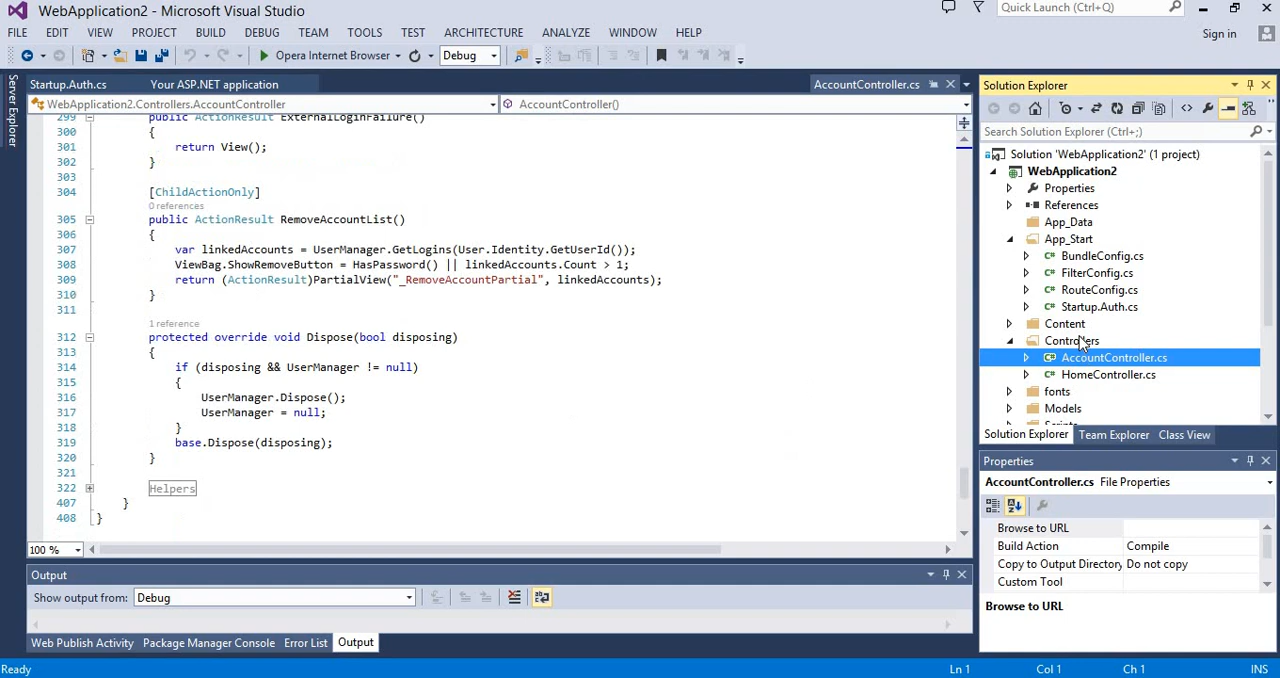 WebApplication2 - Microsoft Visual Studio
Quick Launch (Ctrl+Q)
FILE EDIT VIEW PROJECT BUILD DEBUG TEAM TOOLS TEST ARCHITECTURE ANALYZE WINDOW HELP
Sign in
Opera Internet Browser
Debug
Server Explorer
Startup.Auth.cs
Your ASP.NET application
AccountController.cs
WebApplication2.Controllers.AccountController
AccountController()
299 public ActionResult ExternalLoginFailure()
300 {
301 return View();
302 }
303
304 [ChildActionOnly]
0 references
305 public ActionResult RemoveAccountList()
306 {
307 var linkedAccounts = UserManager.GetLogins(User.Identity.GetUserId());
308 ViewBag.ShowRemoveButton = HasPassword() || linkedAccounts.Count > 1;
309 return (ActionResult)PartialView("_RemoveAccountPartial", linkedAccounts);
310 }
311
1 reference
312 protected override void Dispose(bool disposing)
313 {
314 if (disposing && UserManager != null)
315 {
316 UserManager.Dispose();
317 UserManager = null;
318 }
319 base.Dispose(disposing);
320 }
321
322 Helpers
407 }
408 }
100 %
Output
Show output from: Debug
Web Publish Activity Package Manager Console Error List Output
Solution Explorer
Search Solution Explorer (Ctrl+;)
Solution 'WebApplication2' (1 project)
WebApplication2
Properties
References
App_Data
App_Start
C# BundleConfig.cs
C# FilterConfig.cs
C# RouteConfig.cs
C# Startup.Auth.cs
Content
Controllers
C# AccountController.cs
C# HomeController.cs
fonts
Models
Scripts
Solution Explorer Team Explorer Class View
Properties
AccountController.cs File Properties
Browse to URL
Build Action Compile
Copy to Output Directory Do not copy
Custom Tool
Browse to URL
Ready
Ln 1 Col 1 Ch 1 INS